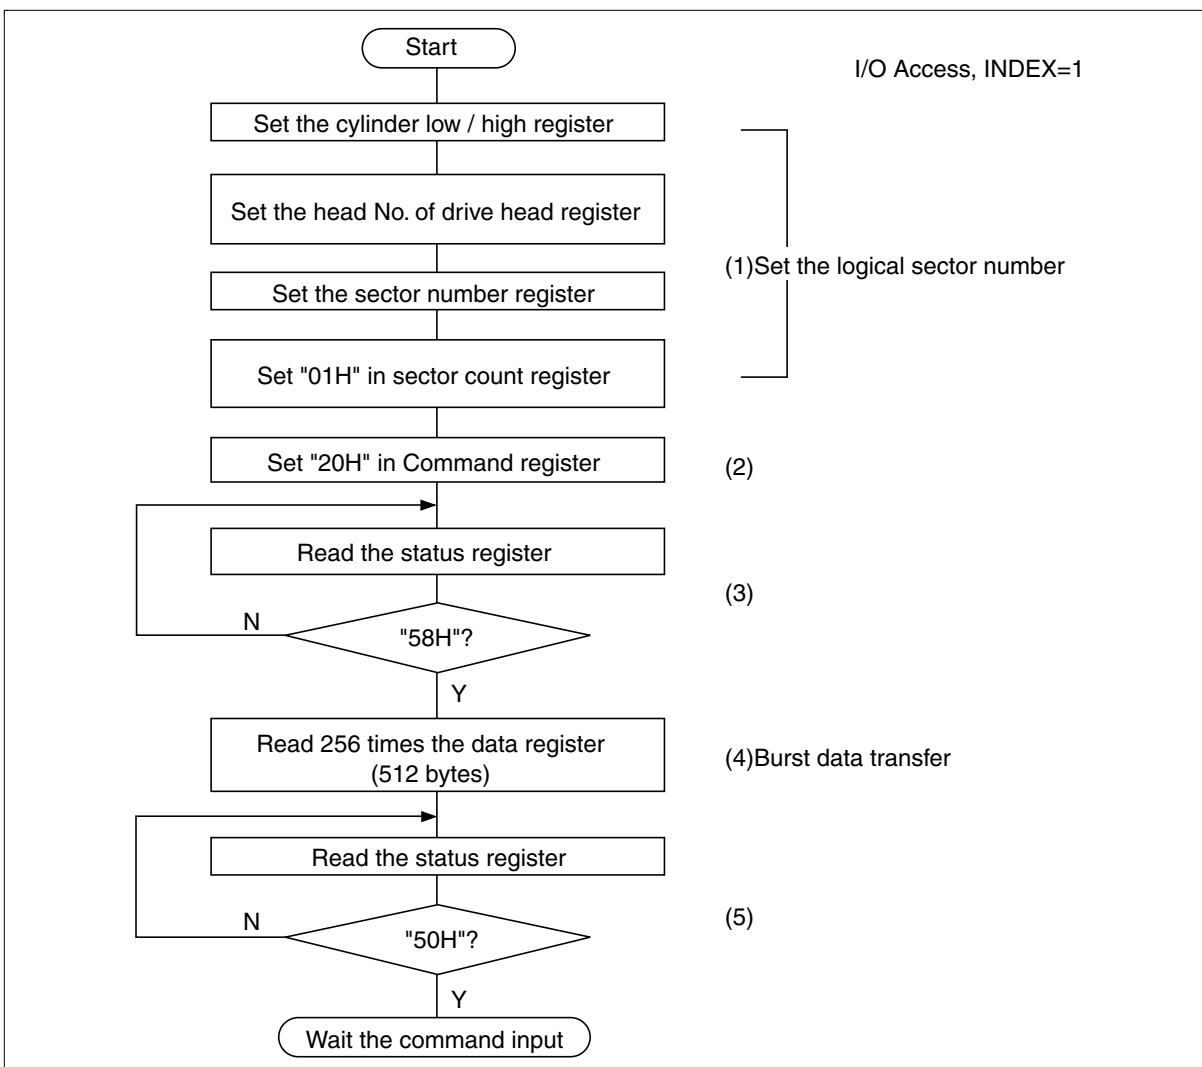 Start
I/O Access, INDEX=1
Set the cylinder low / high register
Set the head No. of drive head register
(1)Set the logical sector number
Set the sector number register
Set "01H" in sector count register
Set "20H" in Command register
(2)
Read the status register
(3)
N
"58H"?
Y
Read 256 times the data register
(512 bytes)
(4)Burst data transfer
Read the status register
N
"50H"?
(5)
Y
Wait the command input